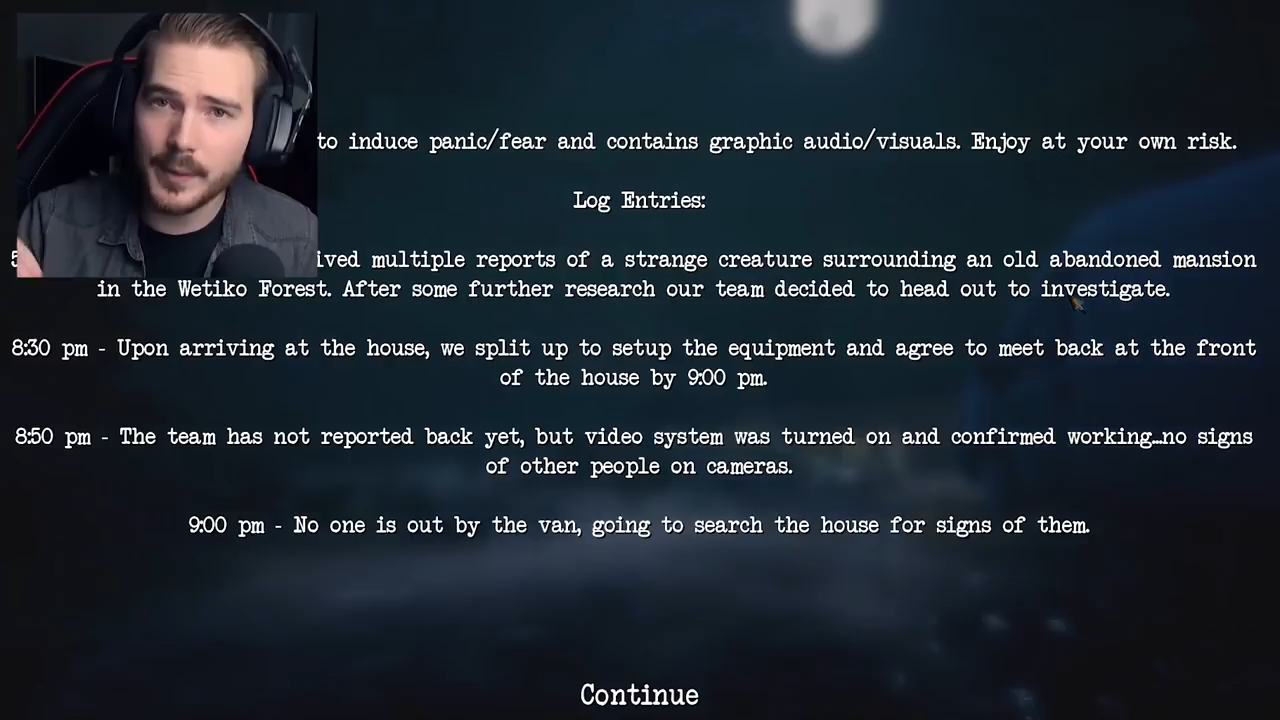 to induce panic/fear and contains graphic audio/visuals. Enjoy at your own risk.
Log Entries:
multiple reports of a strange creature surrounding an old abandoned mansion
in the Wetiko Forest. After some further research our team decided to head out to investigate.
8:30 pm - Upon arriving at the house, we split up to setup the equipment and agree to meet back at the front
of the house by 9:00 pm.
8:50 pm - The team has not reported back yet, but video system was turned on and confirmed working...no signs
of other people on cameras.
9:00 pm - No one is out by the van, going to search the house for signs of them.
Continue